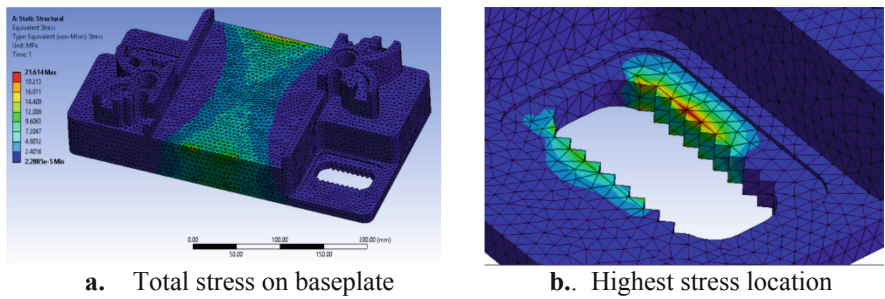 A: Static Structural
Equivalent Stress
Type: Equivalent (von-Mises) Stress
Unit: MPa
Time: 1
21.614 Max
19.213
16.811
14.409
12.008
9.6063
7.2047
4.8032
2.4016
2.2885e-5 Min
0.00
50.00
100.00
150.00
200.00 (mm)
a. Total stress on baseplate
b.. Highest stress location